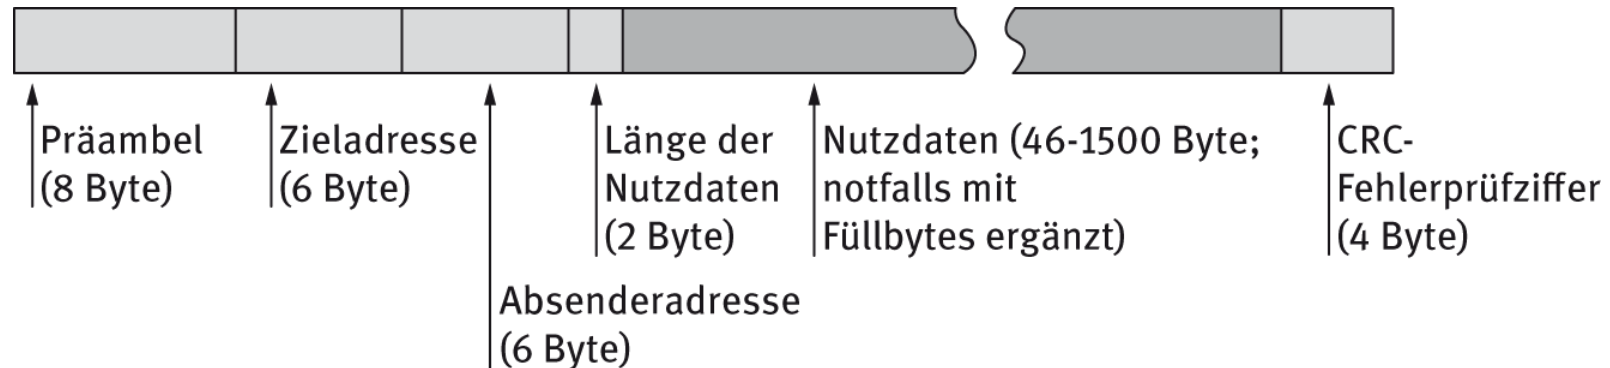 Präambel
(8 Byte)
Zieladresse
(6 Byte)
Absenderadresse
(6 Byte)
Länge der
Nutzdaten
(2 Byte)
Nutzdaten (46-1500 Byte;
notfalls mit
Füllbytes ergänzt)
CRC-
Fehlerprüfziffer
(4 Byte)